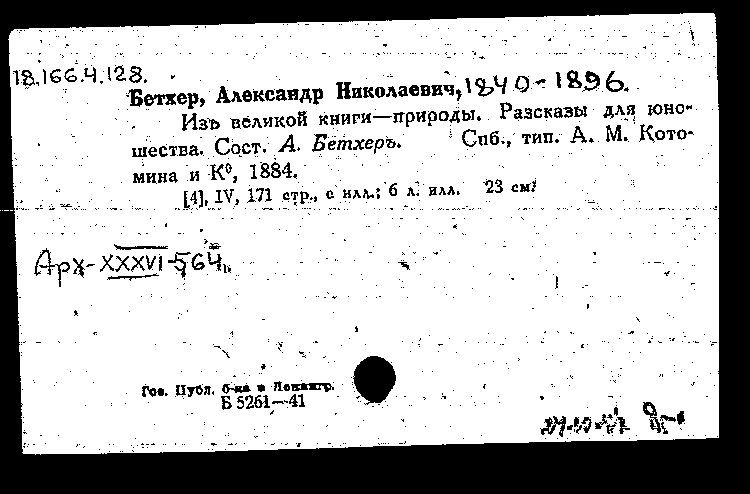 18.166.4.128.
Бетхер, Александр Николаевич, 1840-1896.
Изъ великой книги—природы. Разсказы для юно-
шества. Сост. А. Бетхеръ. Спб., тип. А. М. Кото-
мина и К⁰, 1884.
[4], IV, 171 стр., с илл.; 6 л. илл. 23 см.
Арх-XXXVI-564
Гос. Публ. б-ка в Ленингр.
Б 5261—41